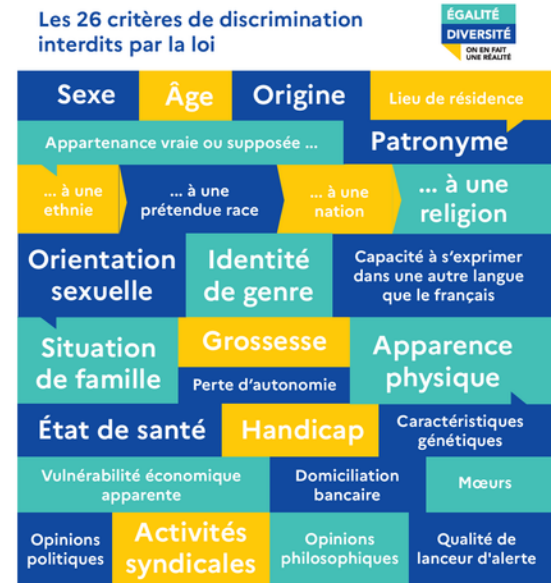 Les 26 critères de discrimination
interdits par la loi
ÉGALITÉ
DIVERSITÉ
ON EN FAIT
UNE RÉALITÉ
Sexe
Âge
Origine
Lieu de résidence
Appartenance vraie ou supposée ...
Patronyme
... à une
ethnie
... à une
prétendue race
... à une
nation
... à une
religion
Orientation
sexuelle
Identité
de genre
Capacité à s'exprimer
dans une autre langue
que le français
Situation
de famille
Grossesse
Perte d'autonomie
Apparence
physique
État de santé
Handicap
Caractéristiques
génétiques
Vulnérabilité économique
apparente
Domiciliation
bancaire
Mœurs
Opinions
politiques
Activités
syndicales
Opinions
philosophiques
Qualité de
lanceur d'alerte